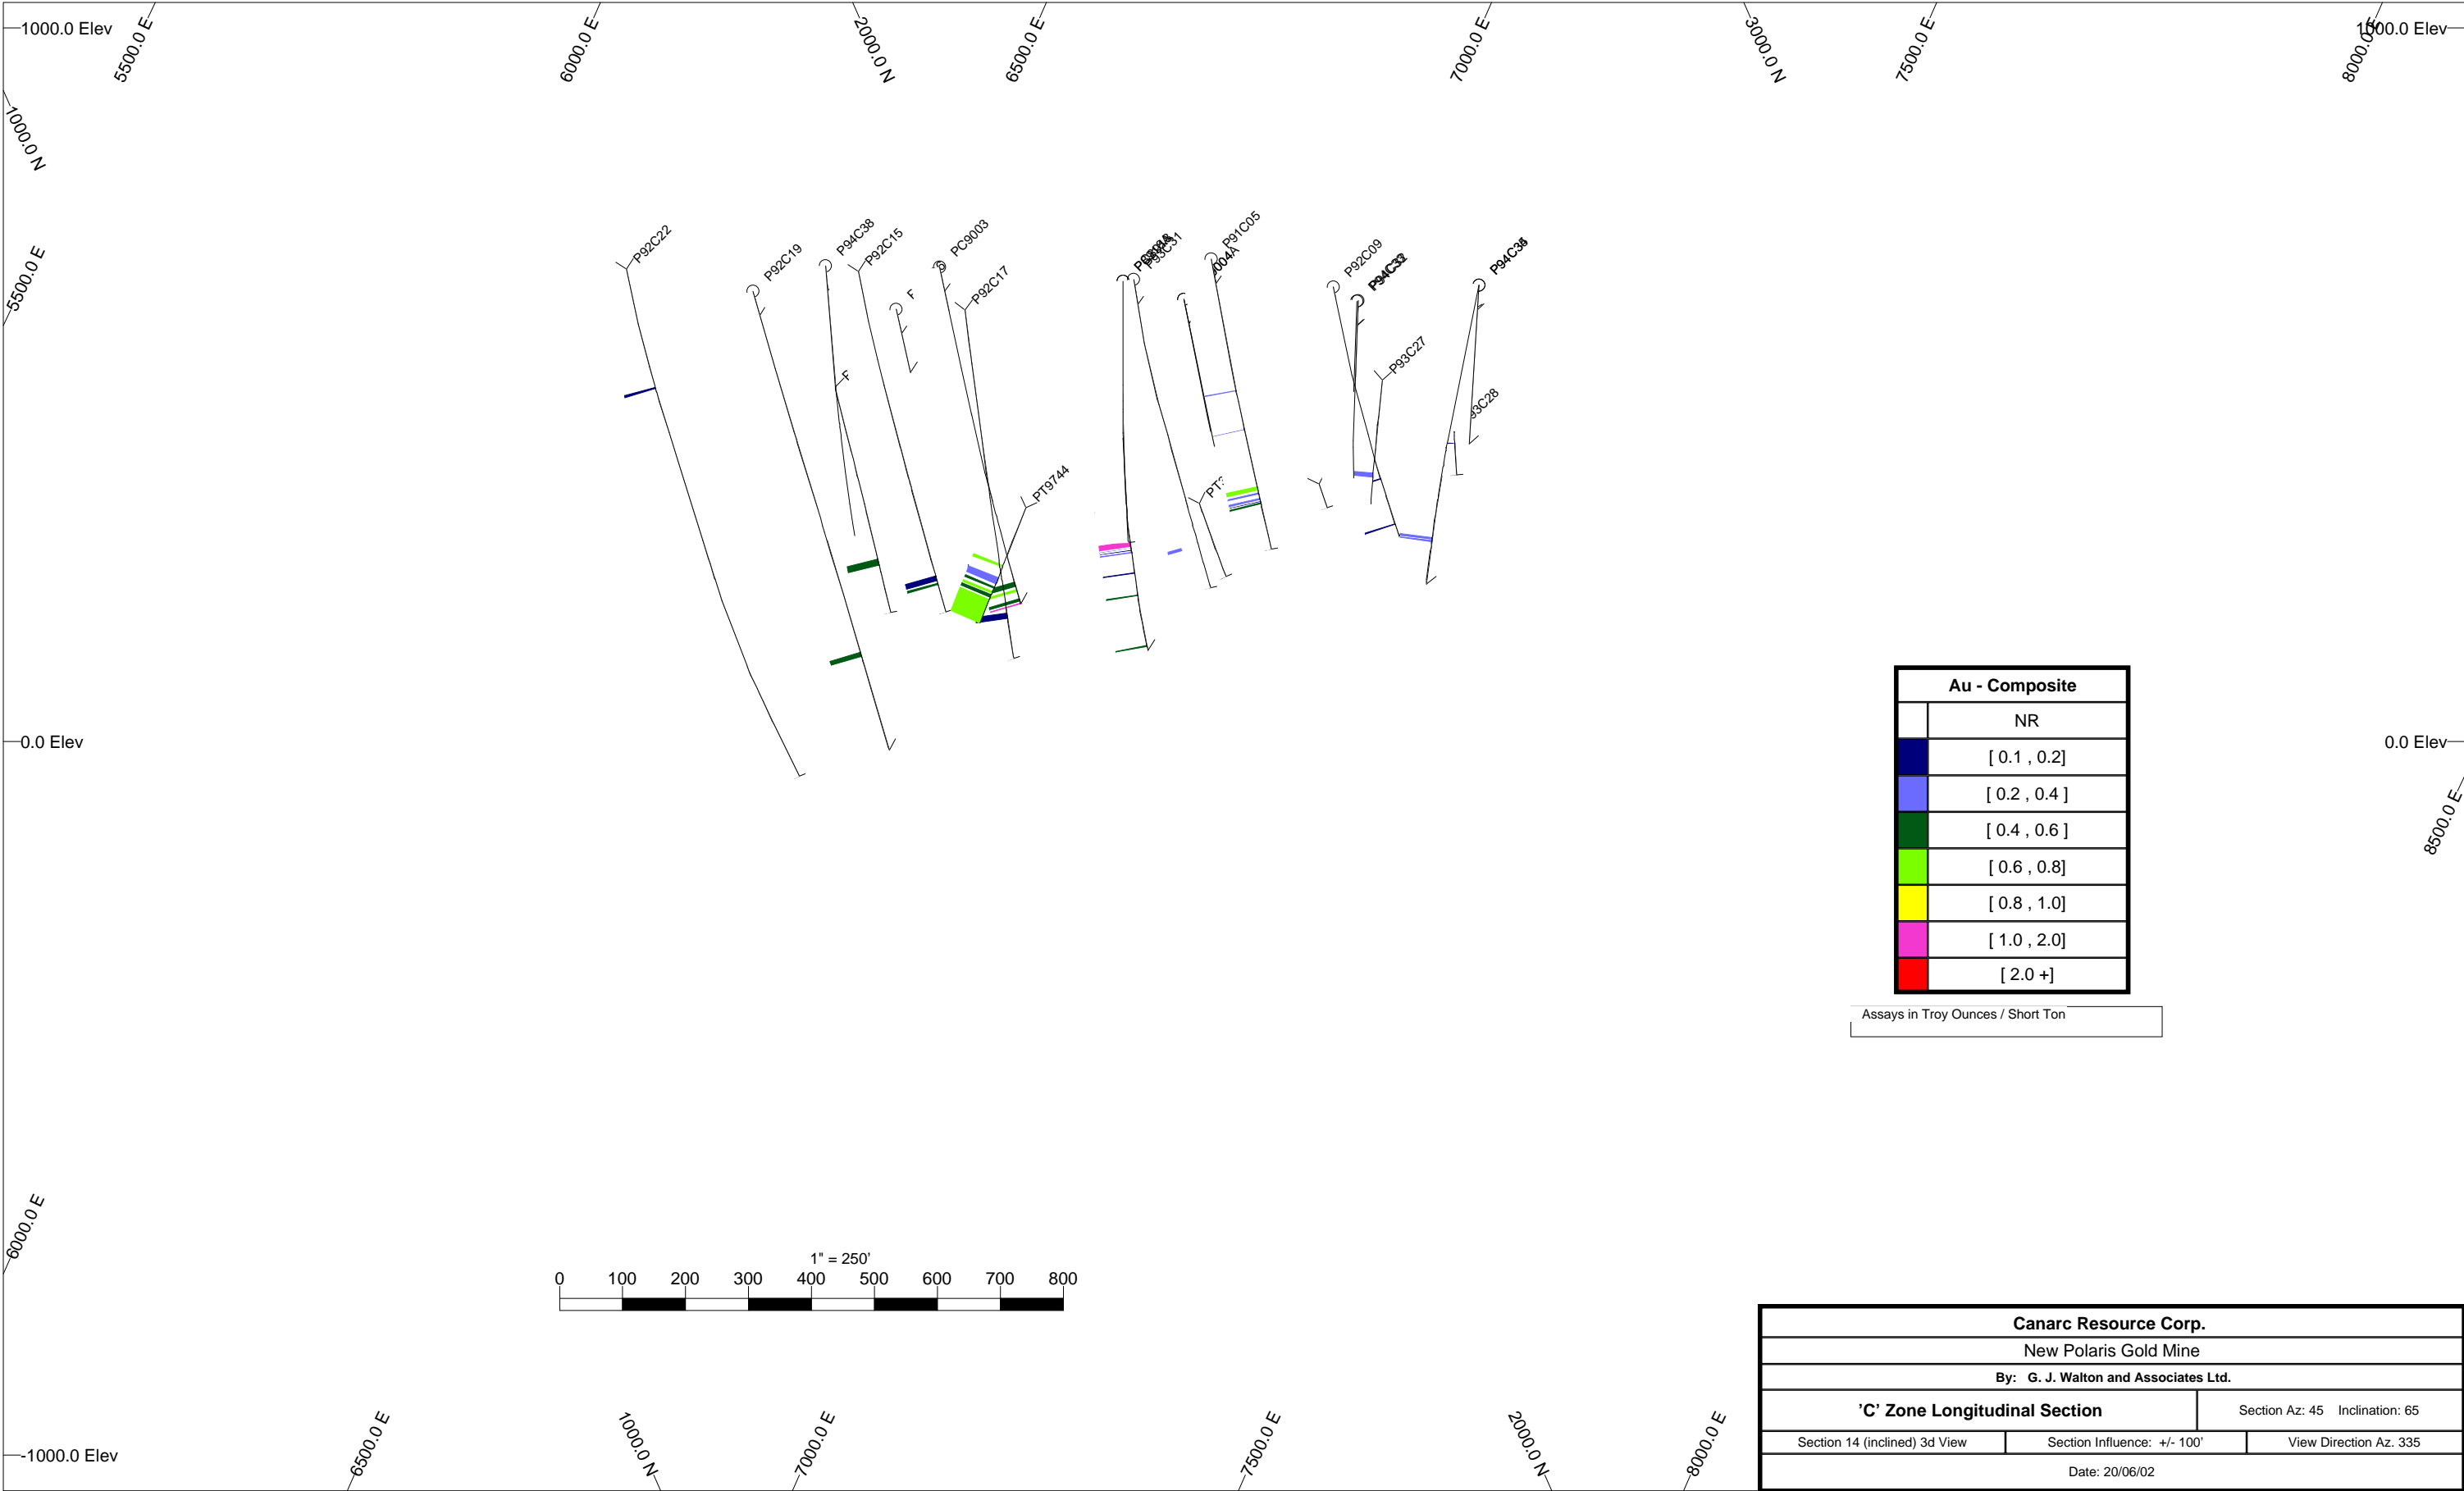 1000.0 Elev
5500.0 E
6000.0 E
2000.0 N
6500.0 E
7000.0 E
3000.0 N
7500.0 E
8000.0 E
1000.0 Elev
1000.0 N
5500.0 E
P92C22
P92C19
P94C38
P92C15
PC9003
P92C17
P93C31
P91C05
004A
P92C09
P93C27
93C28
PT9744
0.0 Elev
0.0 Elev
8500.0 E
Au - Composite
NR
[ 0.1 , 0.2]
[ 0.2 , 0.4 ]
[ 0.4 , 0.6 ]
[ 0.6 , 0.8]
[ 0.8 , 1.0]
[ 1.0 , 2.0]
[ 2.0 +]
Assays in Troy Ounces / Short Ton
6000.0 E
1" = 250'
0 100 200 300 400 500 600 700 800
-1000.0 Elev
6500.0 E
1000.0 N
7000.0 E
7500.0 E
2000.0 N
8000.0 E
Canarc Resource Corp.
New Polaris Gold Mine
By: G. J. Walton and Associates Ltd.
'C' Zone Longitudinal Section
Section Az: 45 Inclination: 65
Section 14 (inclined) 3d View
Section Influence: +/- 100'
View Direction Az. 335
Date: 20/06/02